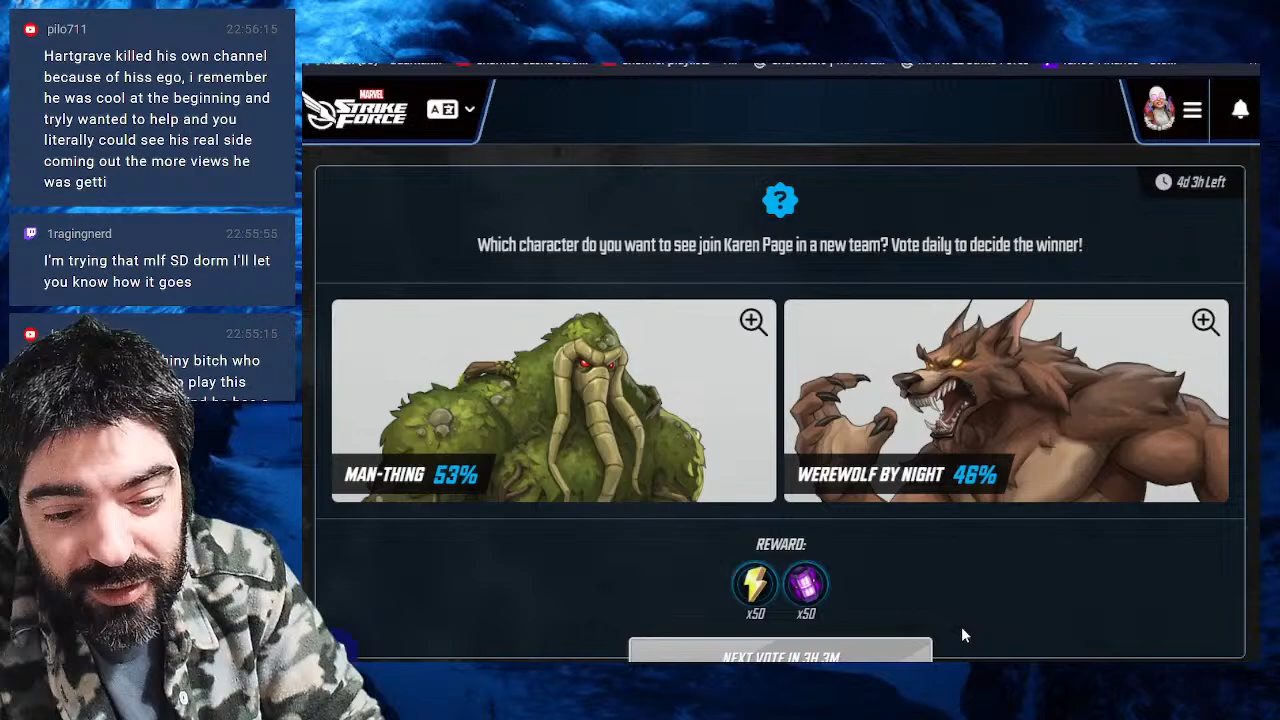 pilo711 22:56:15
Hartgrave killed his own channel
because of hiss ego, i remember
he was cool at the beginning and
tryly wanted to help and you
literally could see his real side
coming out the more views he
was getti
1ragingnerd 22:55:55
I'm trying that mlf SD dorm I'll let
you know how it goes
22:55:15
hiny bitch who
play this
MARVEL
STRIKE
FORCE
4d 3h Left
Which character do you want to see join Karen Page in a new team? Vote daily to decide the winner!
MAN-THING 53%
WEREWOLF BY NIGHT 46%
REWARD:
x50 x50
NEXT VOTE IN 3H 3M